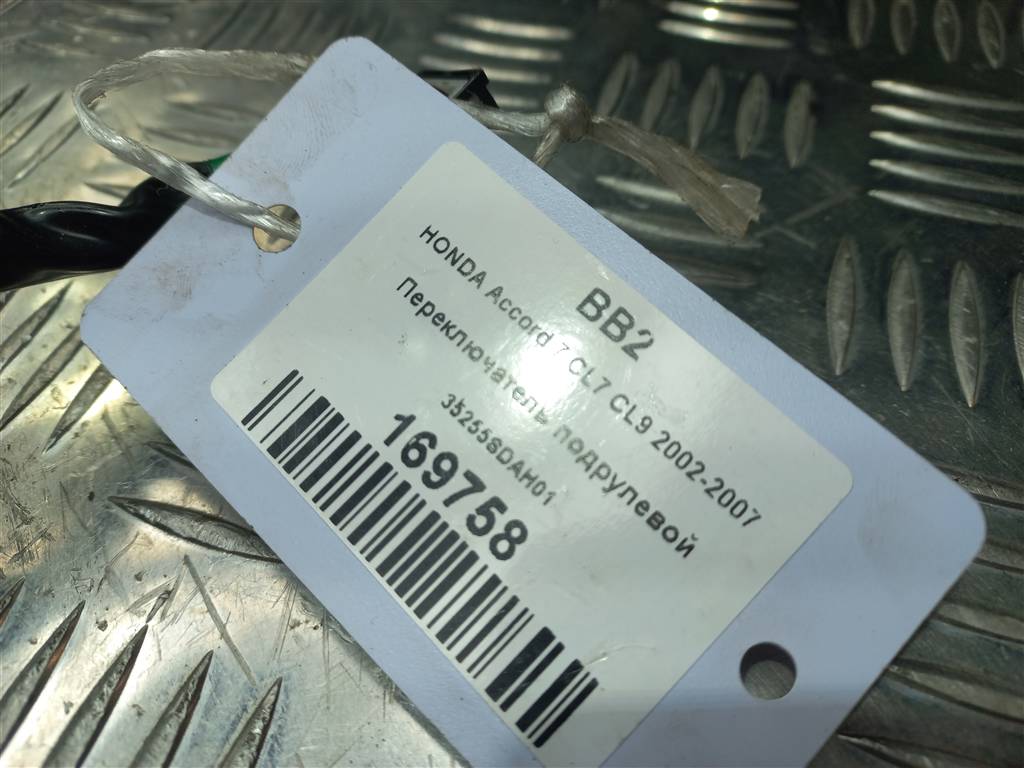 BB2
HONDA Accord 7 CL7 CL9 2002-2007
Переключатель подрулевой
35255SDAH01
169758